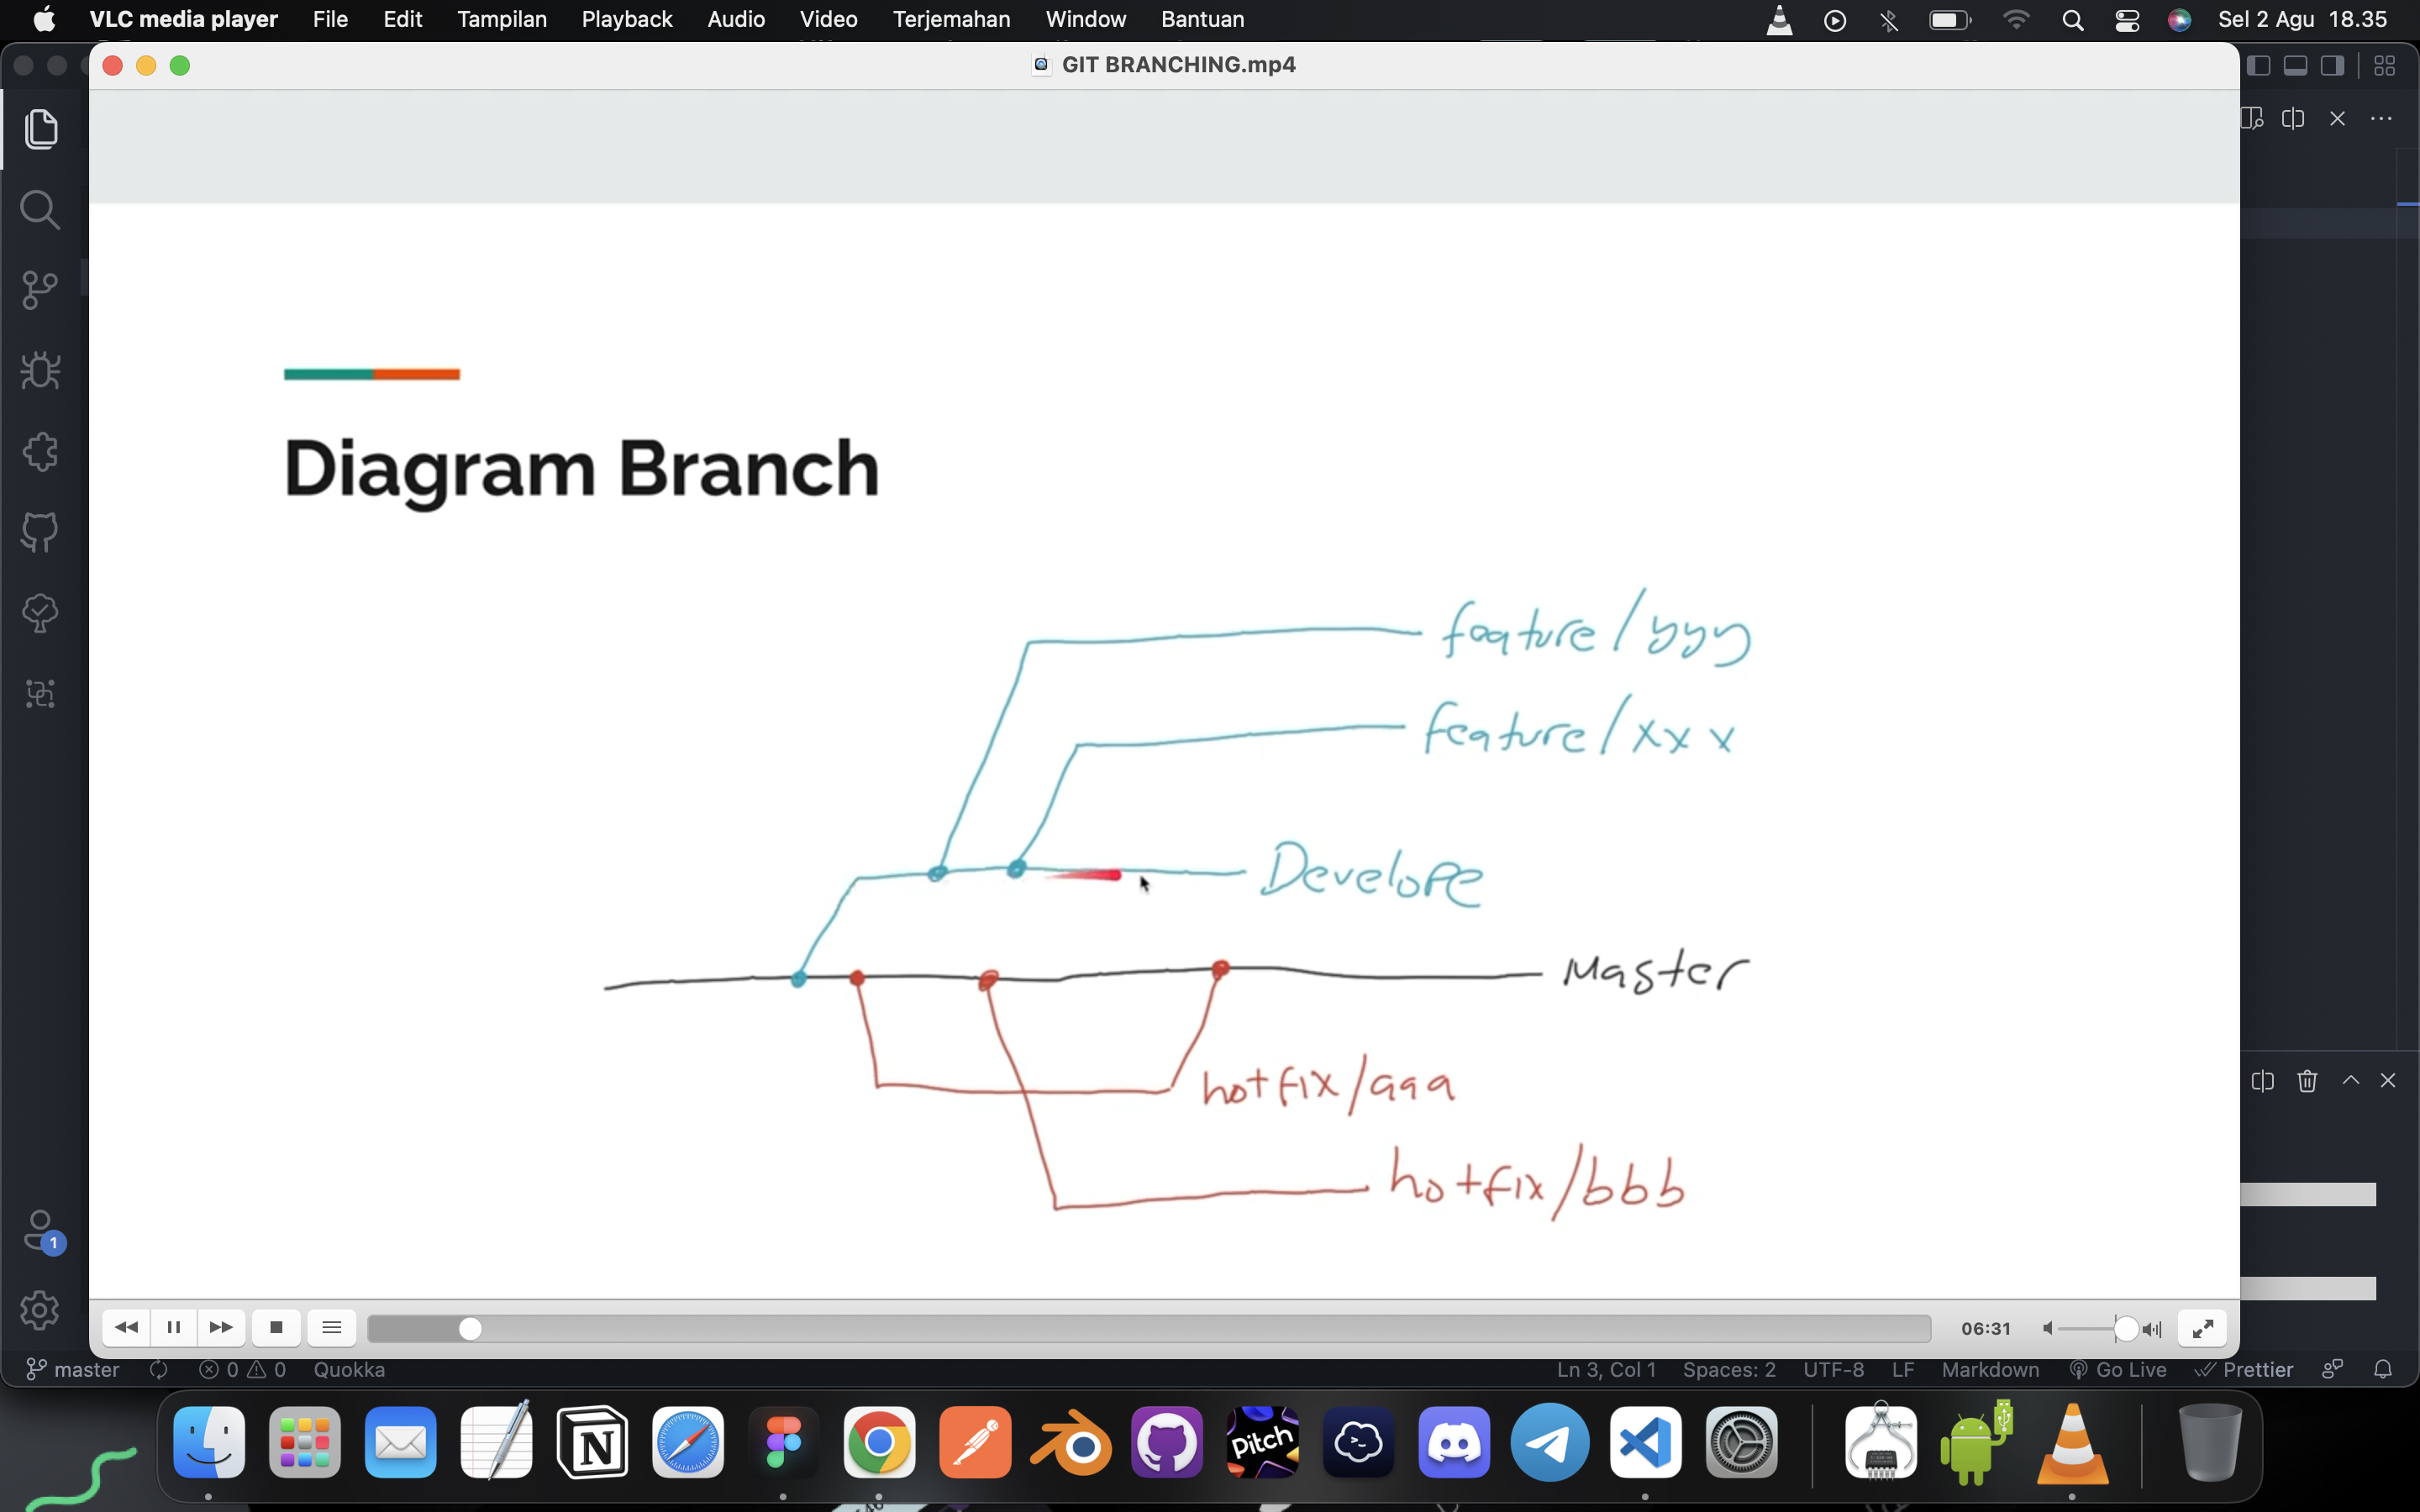 VLC media player File Edit Tampilan Playback Audio Video Terjemahan Window Bantuan Sel 2 Agu 18.35
GIT BRANCHING.mp4
Diagram Branch
feature/yyy
feature/xxx
Develope
Master
hotfix/aaa
hotfix/bbb
1
06:31
master 0 0 Quokka Ln 3, Col 1 Spaces: 2 UTF-8 LF Markdown Go Live Prettier
Pitch